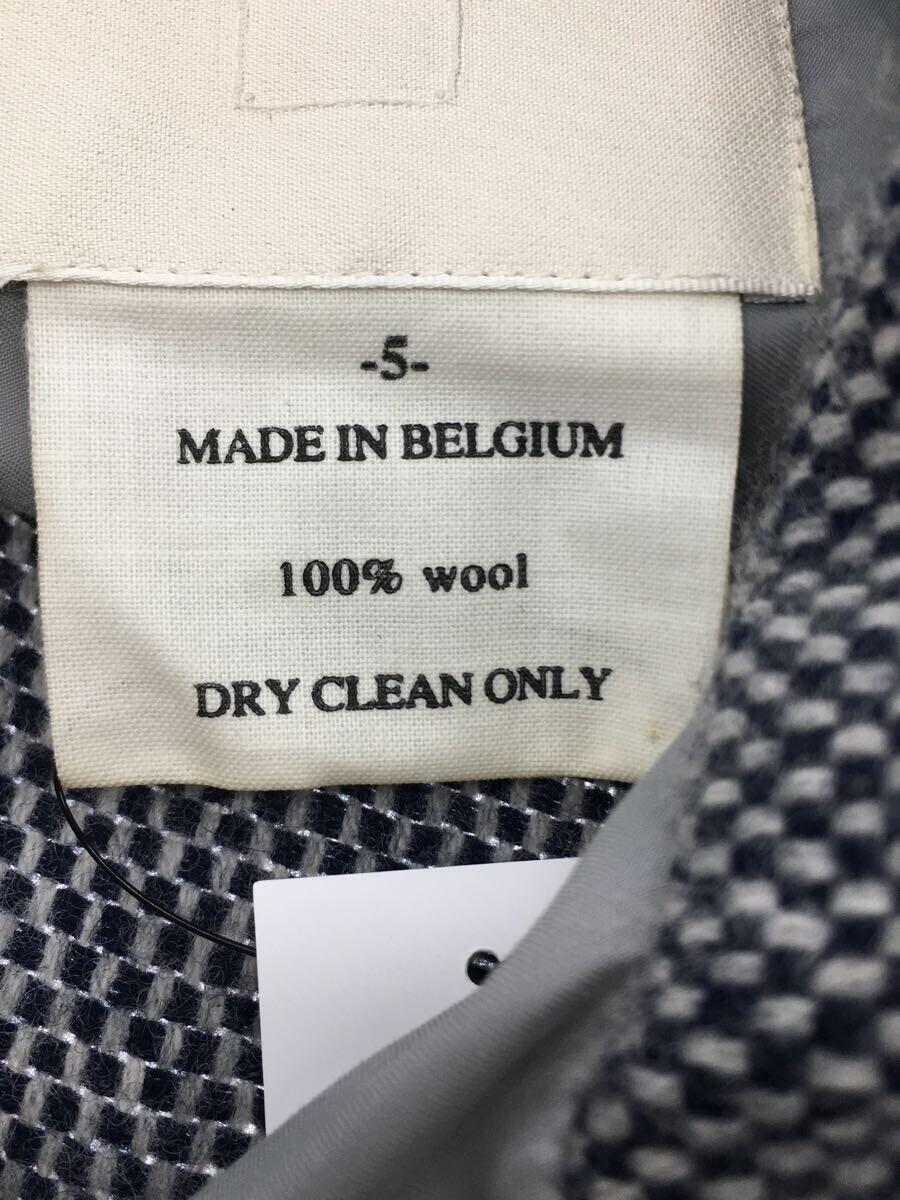 -5-
MADE IN BELGIUM
100% wool
DRY CLEAN ONLY